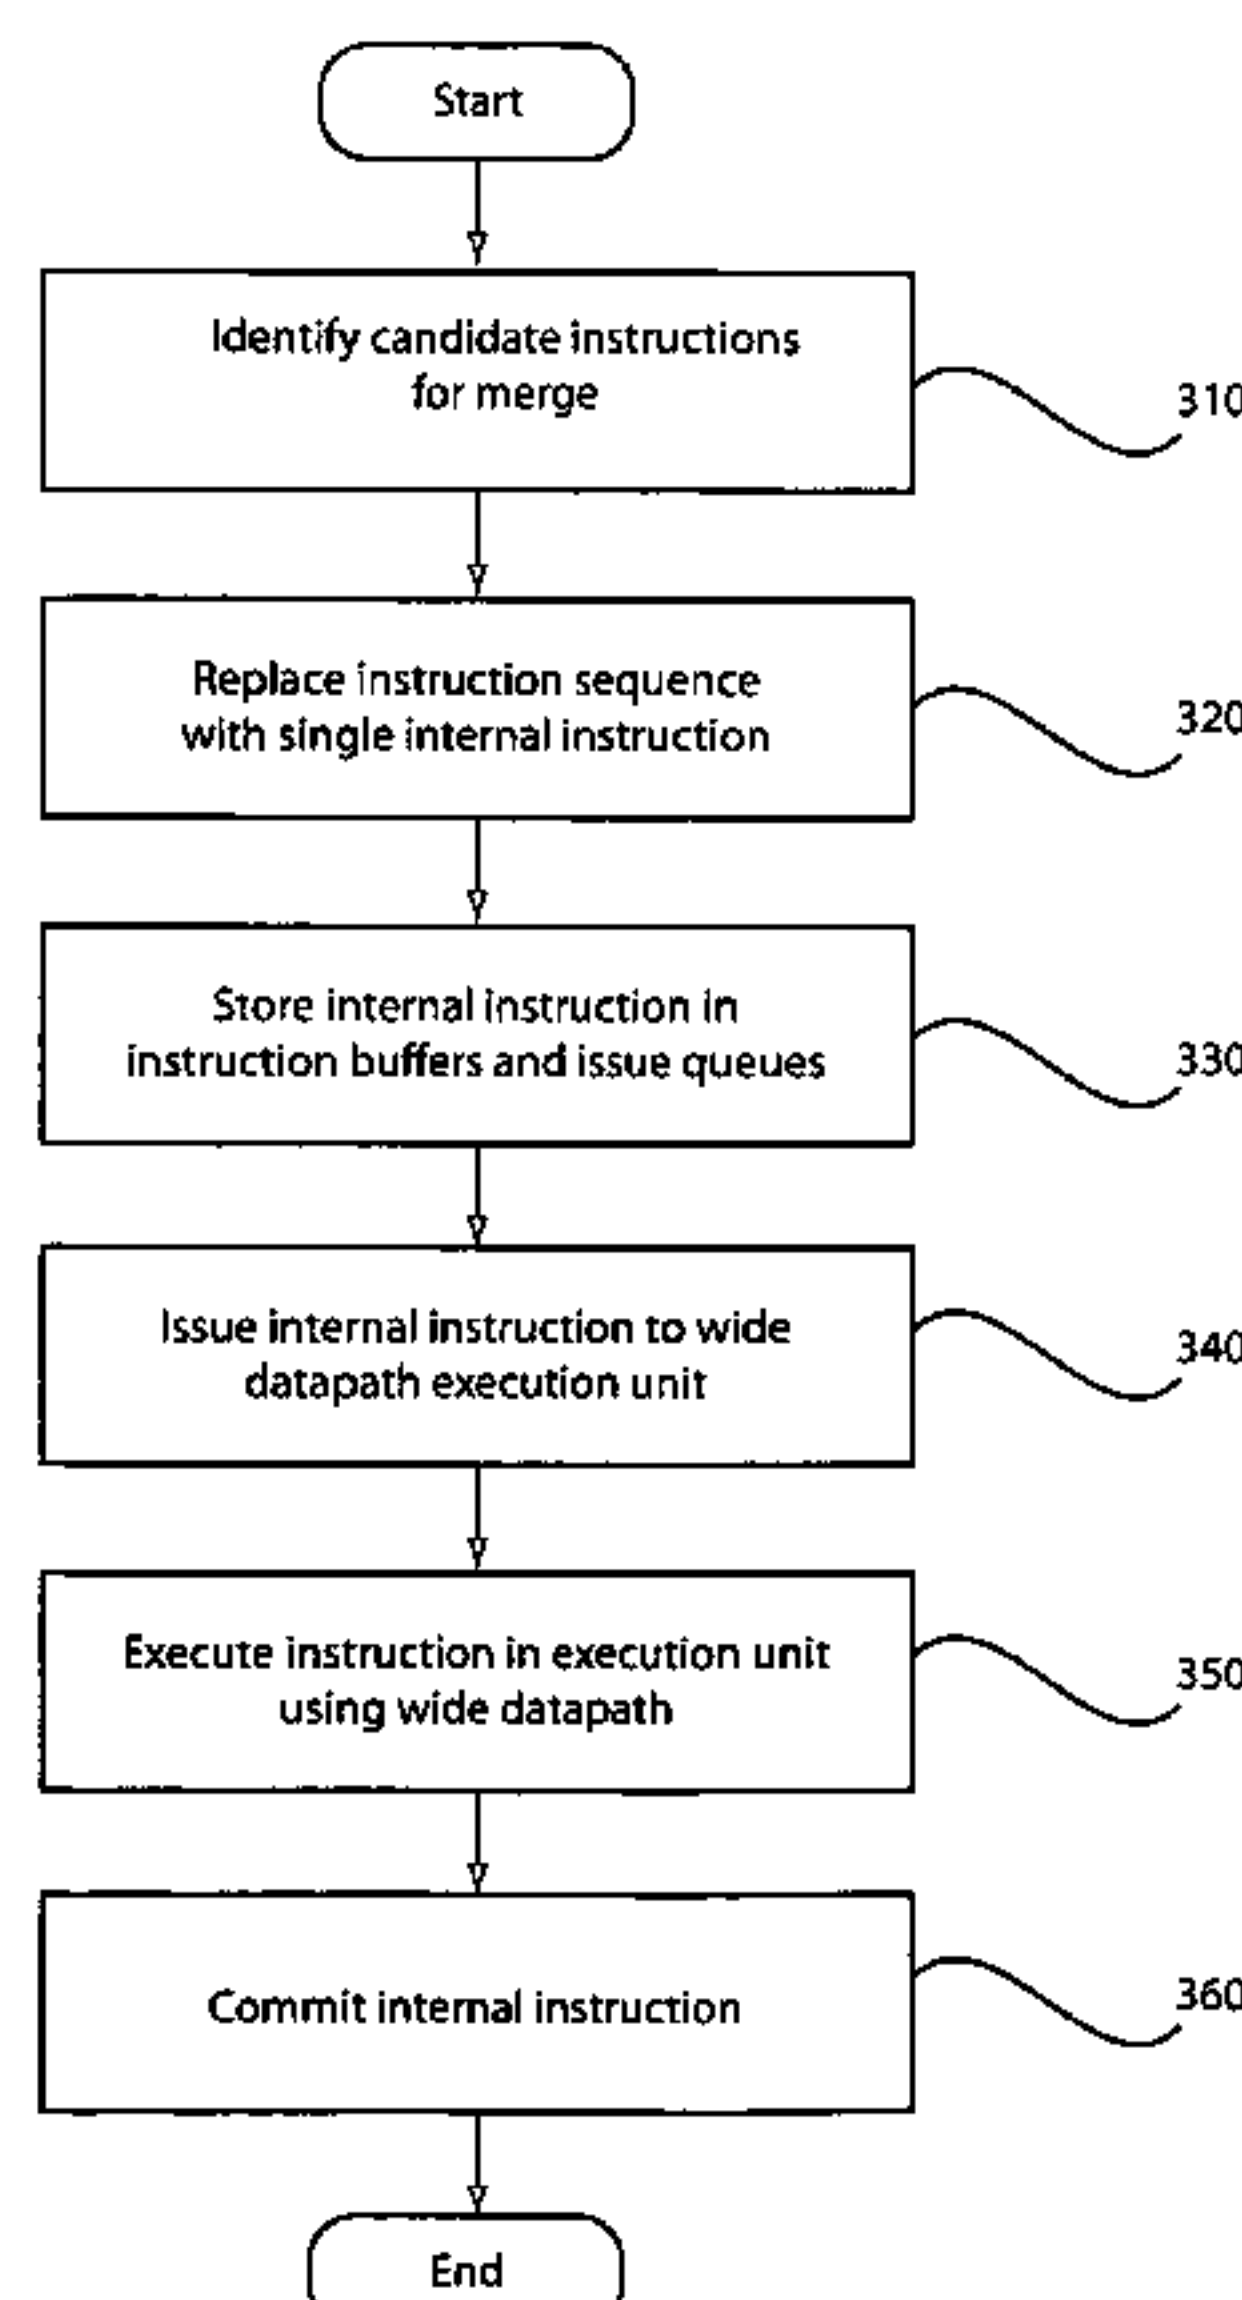 Start
Identify candidate instructions
for merge
310
Replace instruction sequence
with single internal instruction
320
Store internal instruction in
instruction buffers and issue queues
330
Issue internal instruction to wide
datapath execution unit
340
Execute instruction in execution unit
using wide datapath
350
Commit internal instruction
360
End